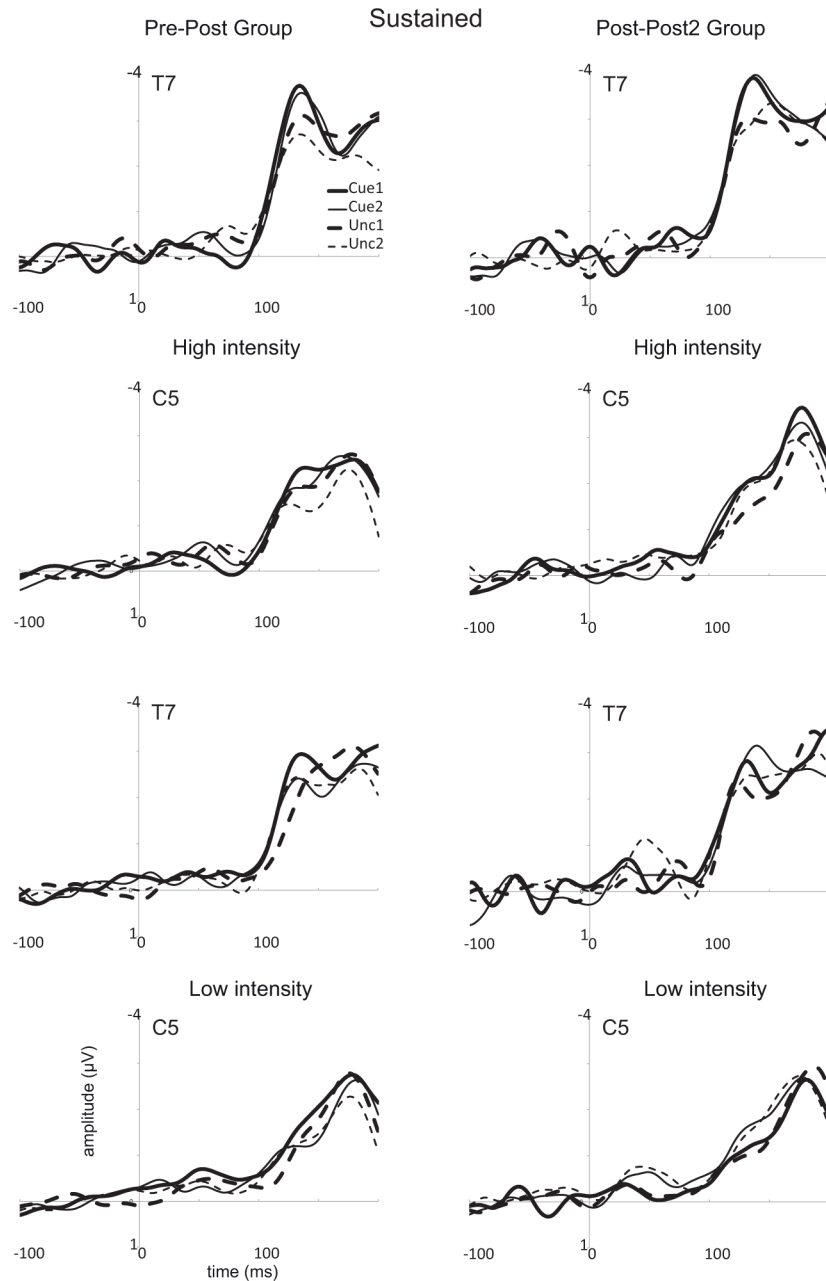 Sustained
Pre-Post Group
Post-Post2 Group
-4
T7
Cue1
Cue2
Unc1
Unc2
1
-100
0
100
-4
T7
1
-100
0
100
High intensity
High intensity
-4
C5
1
-100
0
100
-4
C5
1
-100
0
100
-4
T7
1
-100
0
100
-4
T7
1
-100
0
100
Low intensity
Low intensity
-4
C5
amplitude (µV)
1
-100
0
100
time (ms)
-4
C5
1
-100
0
100